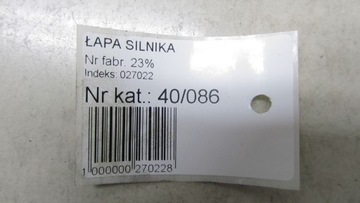 ŁAPA SILNIKA
Nr fabr. 23%
Indeks: 027022
Nr kat.: 40/086
1 000000 270228